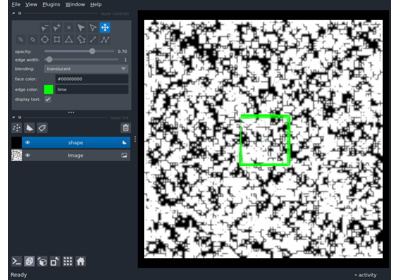 File View Plugins Window Help
opacity: 0.70
edge width: 1
blending: translucent
face color: #00000000
edge color: lime
display text:
shape
image
Ready
activity